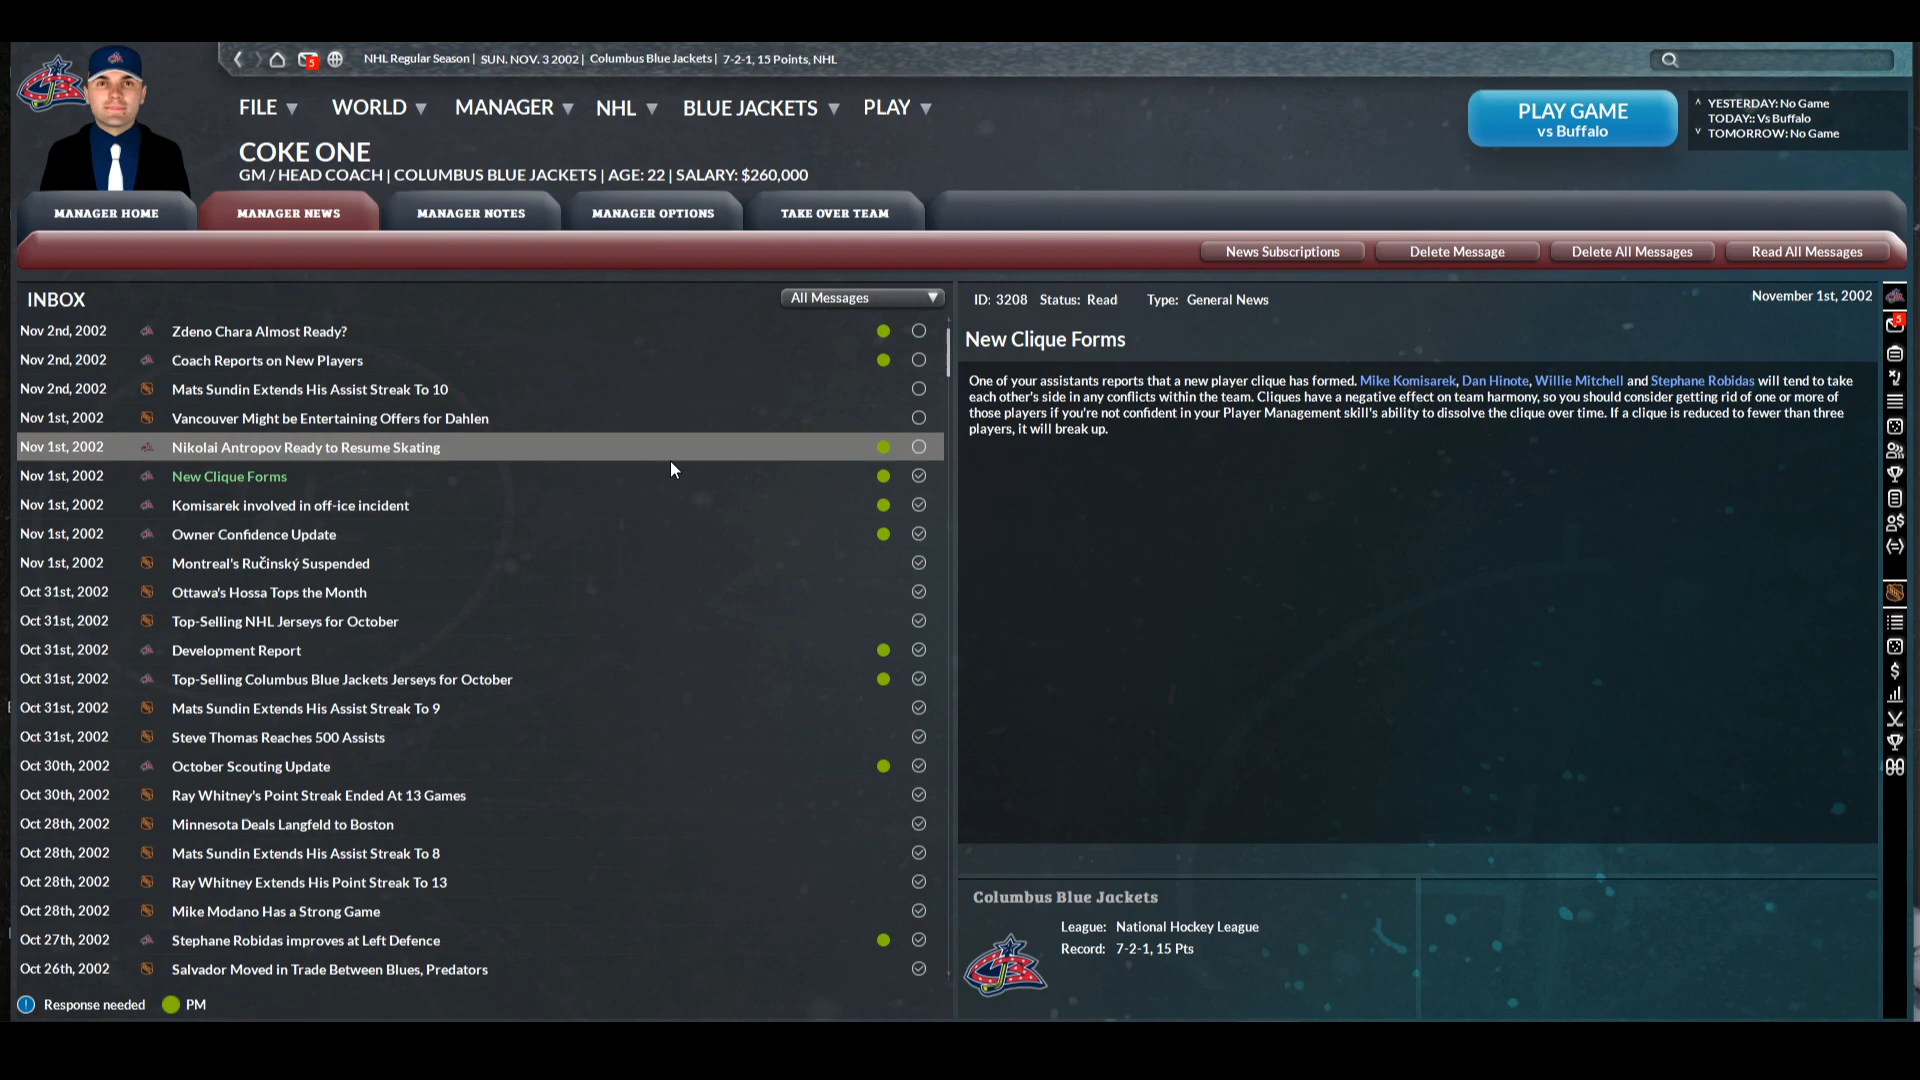 NHL Regular Season | SUN. NOV. 3 2002 | Columbus Blue Jackets | 7-2-1, 15 Points, NHL
5
FILE WORLD MANAGER NHL BLUE JACKETS PLAY
PLAY GAME
vs Buffalo
YESTERDAY: No Game
TODAY:: Vs Buffalo
TOMORROW: No Game
COKE ONE
GM / HEAD COACH | COLUMBUS BLUE JACKETS | AGE: 22 | SALARY: $260,000
MANAGER HOME MANAGER NEWS MANAGER NOTES MANAGER OPTIONS TAKE OVER TEAM
News Subscriptions Delete Message Delete All Messages Read All Messages
INBOX All Messages
Nov 2nd, 2002 Zdeno Chara Almost Ready?
Nov 2nd, 2002 Coach Reports on New Players
Nov 2nd, 2002 Mats Sundin Extends His Assist Streak To 10
Nov 1st, 2002 Vancouver Might be Entertaining Offers for Dahlen
Nov 1st, 2002 Nikolai Antropov Ready to Resume Skating
Nov 1st, 2002 New Clique Forms
Nov 1st, 2002 Komisarek involved in off-ice incident
Nov 1st, 2002 Owner Confidence Update
Nov 1st, 2002 Montreal's Ručinský Suspended
Oct 31st, 2002 Ottawa's Hossa Tops the Month
Oct 31st, 2002 Top-Selling NHL Jerseys for October
Oct 31st, 2002 Development Report
Oct 31st, 2002 Top-Selling Columbus Blue Jackets Jerseys for October
Oct 31st, 2002 Mats Sundin Extends His Assist Streak To 9
Oct 31st, 2002 Steve Thomas Reaches 500 Assists
Oct 30th, 2002 October Scouting Update
Oct 30th, 2002 Ray Whitney's Point Streak Ended At 13 Games
Oct 28th, 2002 Minnesota Deals Langfeld to Boston
Oct 28th, 2002 Mats Sundin Extends His Assist Streak To 8
Oct 28th, 2002 Ray Whitney Extends His Point Streak To 13
Oct 28th, 2002 Mike Modano Has a Strong Game
Oct 27th, 2002 Stephane Robidas improves at Left Defence
Oct 26th, 2002 Salvador Moved in Trade Between Blues, Predators
! Response needed PM
ID: 3208 Status: Read Type: General News November 1st, 2002
New Clique Forms
One of your assistants reports that a new player clique has formed. Mike Komisarek, Dan Hinote, Willie Mitchell and Stephane Robidas will tend to take
each other's side in any conflicts within the team. Cliques have a negative effect on team harmony, so you should consider getting rid of one or more of
those players if you're not confident in your Player Management skill's ability to dissolve the clique over time. If a clique is reduced to fewer than three
players, it will break up.
Columbus Blue Jackets
League: National Hockey League
Record: 7-2-1, 15 Pts
5